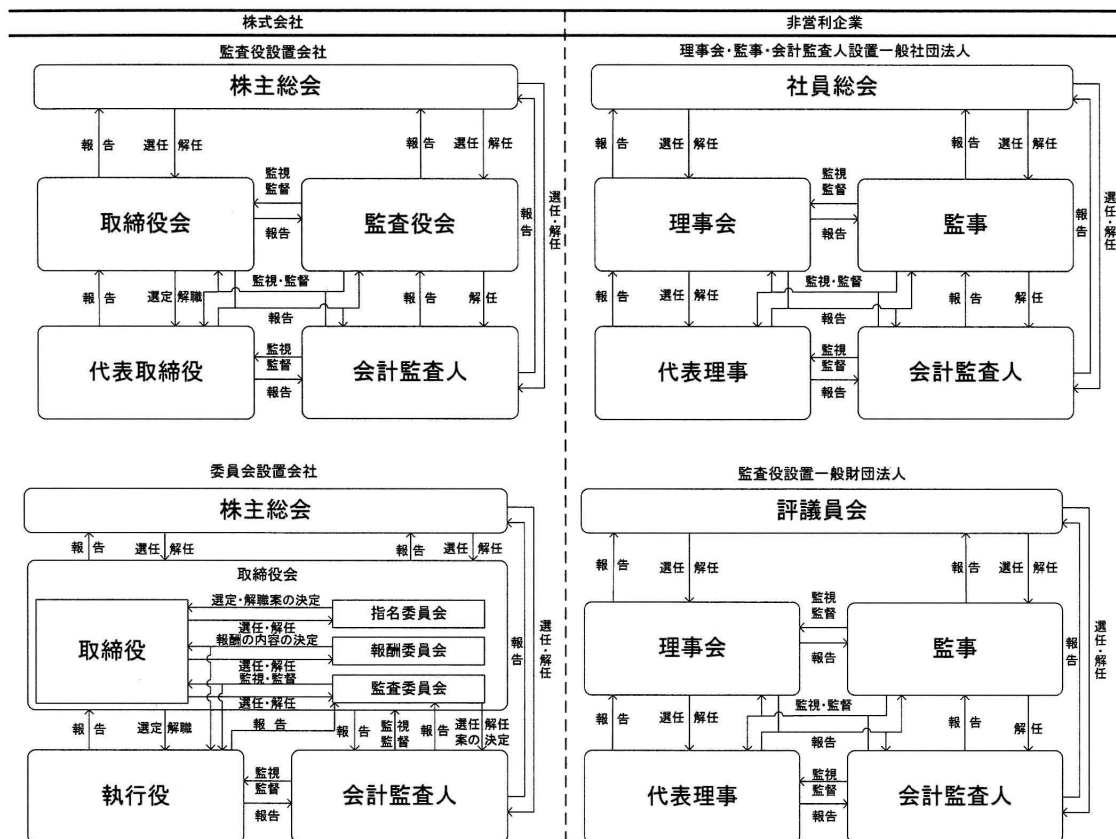 株式会社
非営利企業
監査役設置会社
株主総会
報告
選任 解任
報告
選任 解任
選任・解任
報告
監視
監督
取締役会
監査役会
報告
監視・監督
報告
選定 解職
報告
解任
報告
代表取締役
監視
監督
会計監査人
報告
理事会・監事・会計監査人設置一般社団法人
社員総会
報告
選任 解任
報告
選任 解任
選任・解任
報告
監視
監督
理事会
監事
報告
監視・監督
報告
選任 解任
報告
解任
報告
代表理事
監視
監督
会計監査人
報告
委員会設置会社
株主総会
報告
選任 解任
報告
選任 解任
選任・解任
報告
取締役会
取締役
選定・解職案の決定
指名委員会
選任・解任
報酬の内容の決定
報酬委員会
選任・解任
監視・監督
監査委員会
選任・解任
報告
選定 解職
報告
報告
監視
監督
報告
選任 解任
案の決定
執行役
監視
監督
会計監査人
報告
監査役設置一般財団法人
評議員会
報告
選任 解任
報告
選任 解任
選任・解任
報告
監視
監督
理事会
監事
報告
監視・監督
報告
選任 解任
報告
解任
報告
代表理事
監視
監督
会計監査人
報告